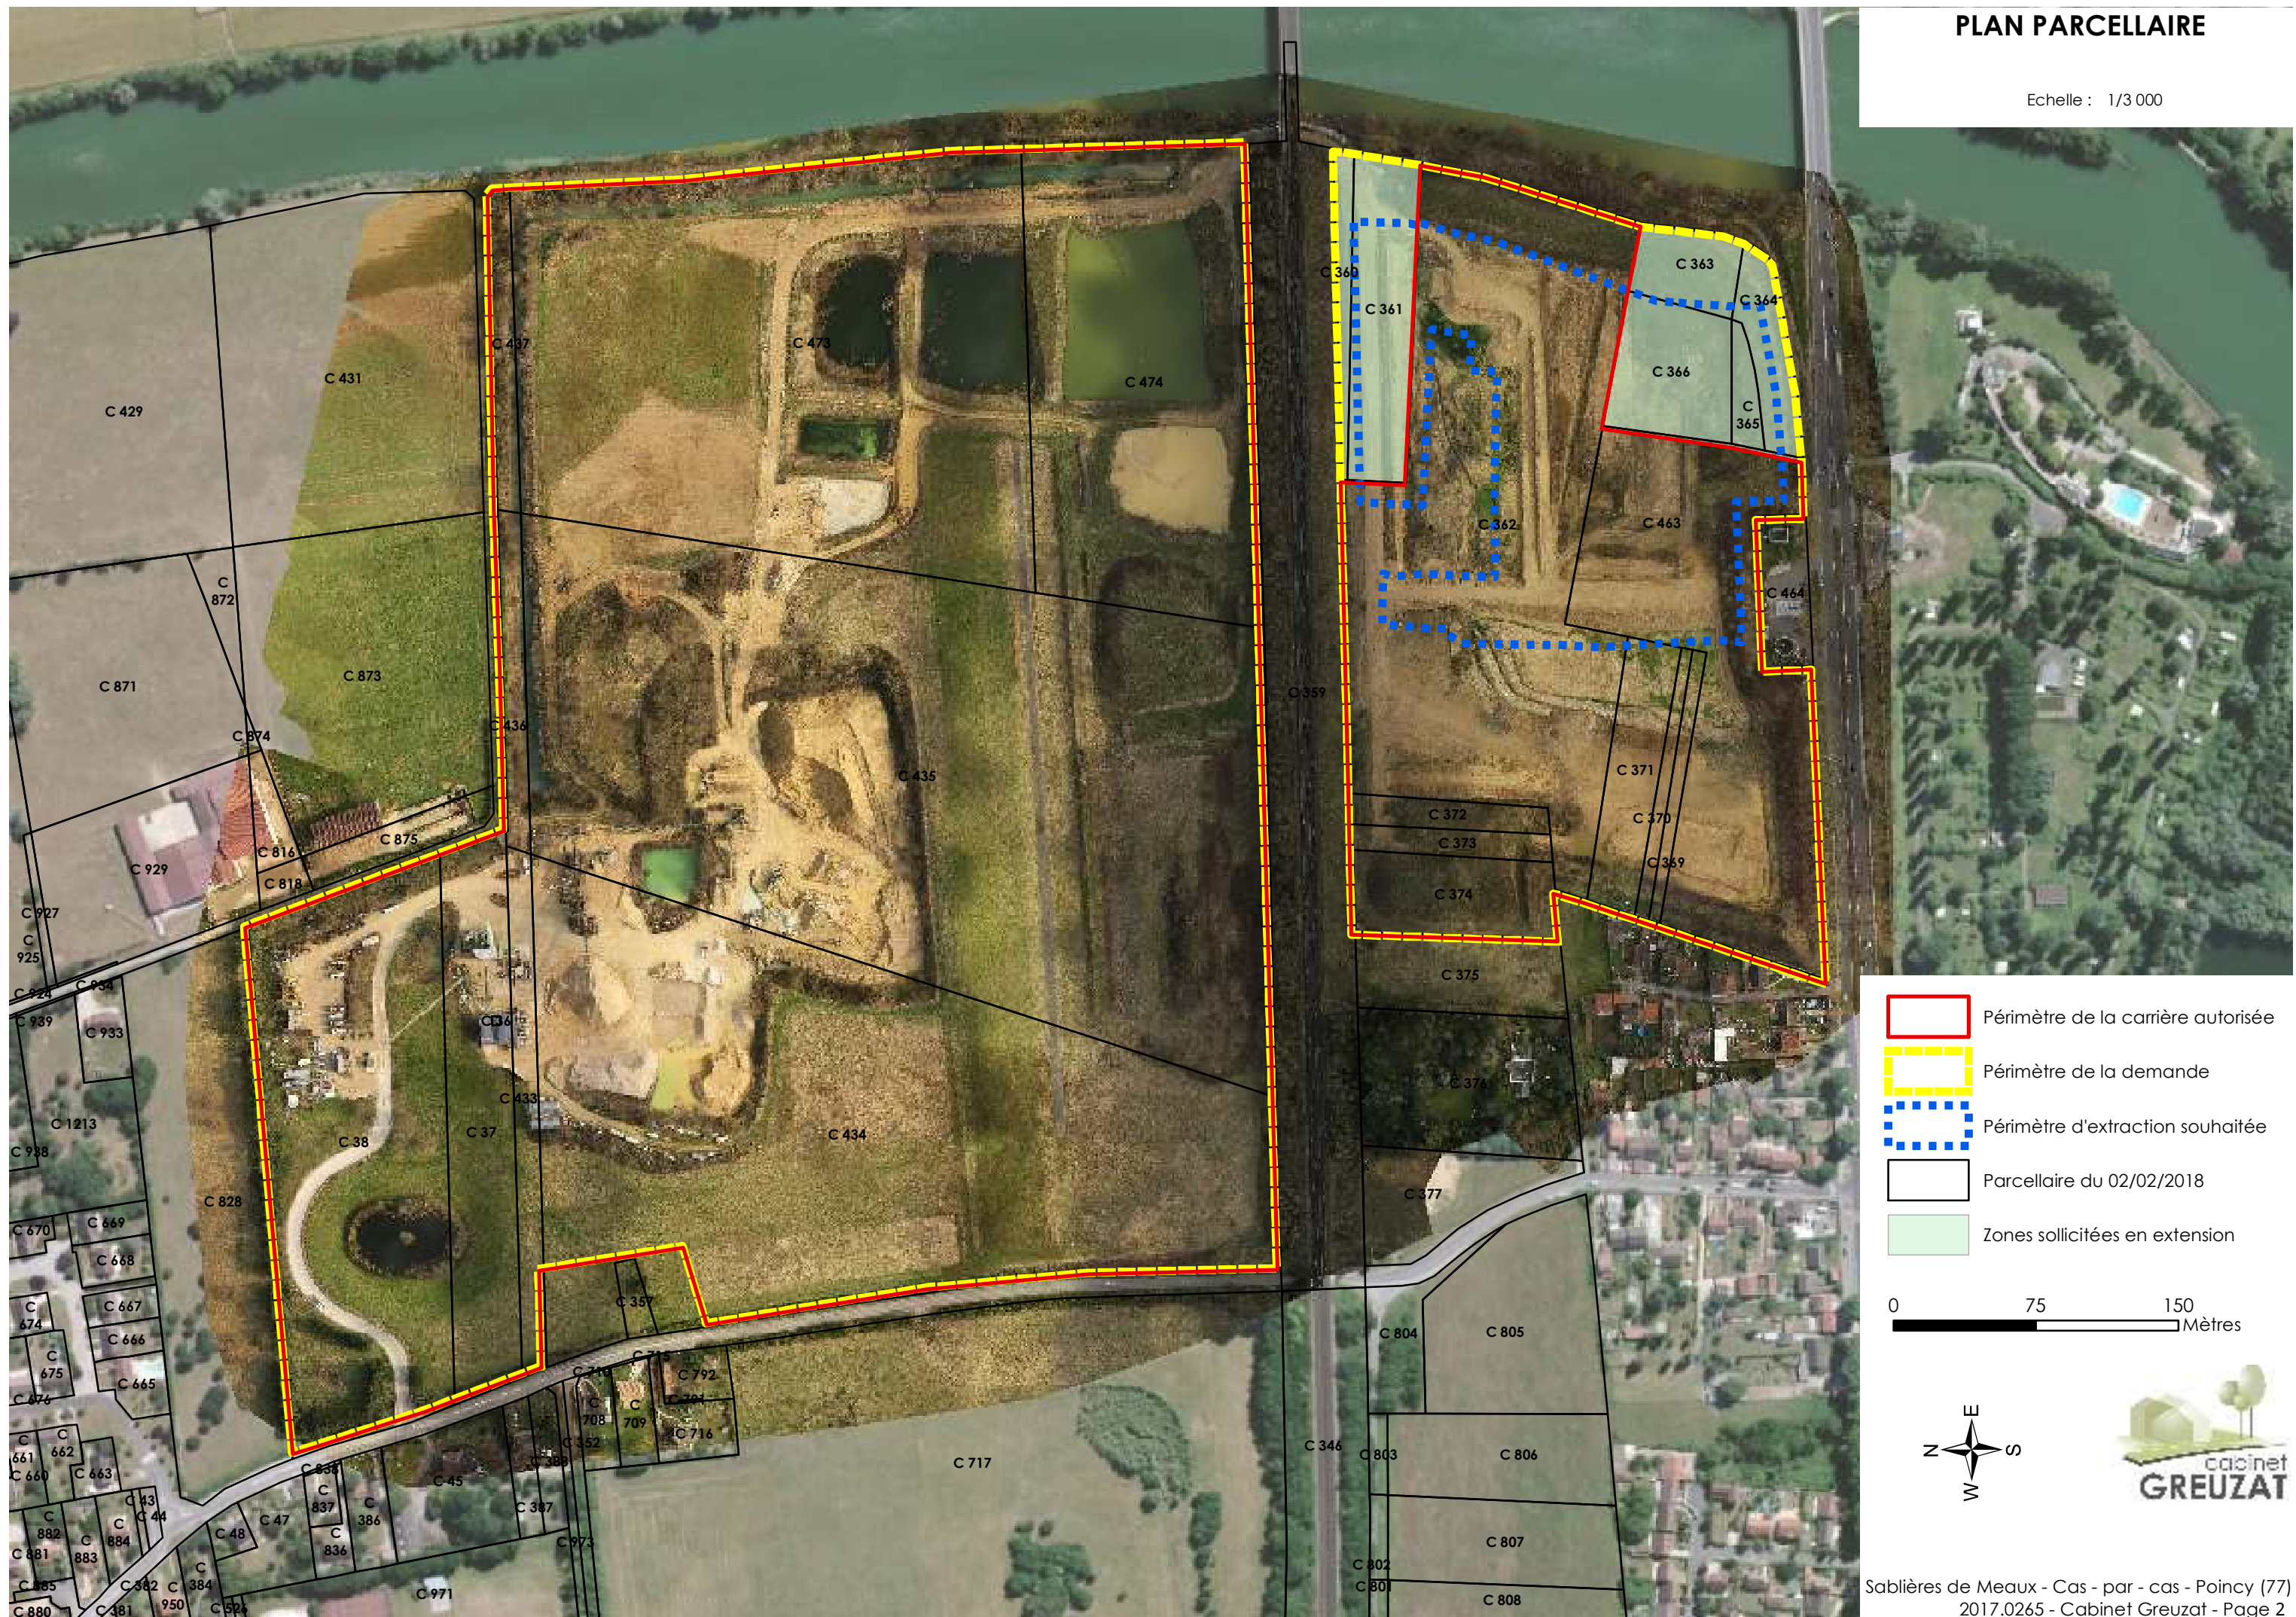 PLAN PARCELLAIRE
Echelle : 1/3 000
C 360
C 361
C 363
C 364
C 366
C
365
C 437
C 473
C 474
C 431
C 429
C 362
C 463
C 464
C
872
C 871
C 873
C 874
C 436
C 435
C 359
C 371
C 370
C 369
C 372
C 373
C 374
C 375
C 376
C 377
C 929
C 816
C 818
C 875
C 927
C
925
C 924
C 934
C 939
C 933
C 36
C 433
C 37
C 38
C 434
C 1213
C 938
C 828
C 670
C 669
C 668
C 667
C 666
C
674
C
675
C 676
C 665
C 357
C 715
C 710
C 792
C 791
C
708
C
709
C 716
C 352
C 388
C 717
C 346
C 804
C 805
C 803
C 806
C 807
C 802
C 801
C 808
C
661
C
662
C 660
C 663
C 838
C
837
C
386
C
836
C 45
C 387
C 973
C 43
C 44
C 47
C 48
C
882
C
884
C
883
C 881
C 885
C 880
C 382
C 381
C
950
C
384
C 526
C 971
Périmètre de la carrière autorisée
Périmètre de la demande
Périmètre d'extraction souhaitée
Parcellaire du 02/02/2018
Zones sollicitées en extension
0 75 150
Mètres
E
N S
W
cabinet
GREUZAT
Sablières de Meaux - Cas - par - cas - Poincy (77)
2017.0265 - Cabinet Greuzat - Page 2